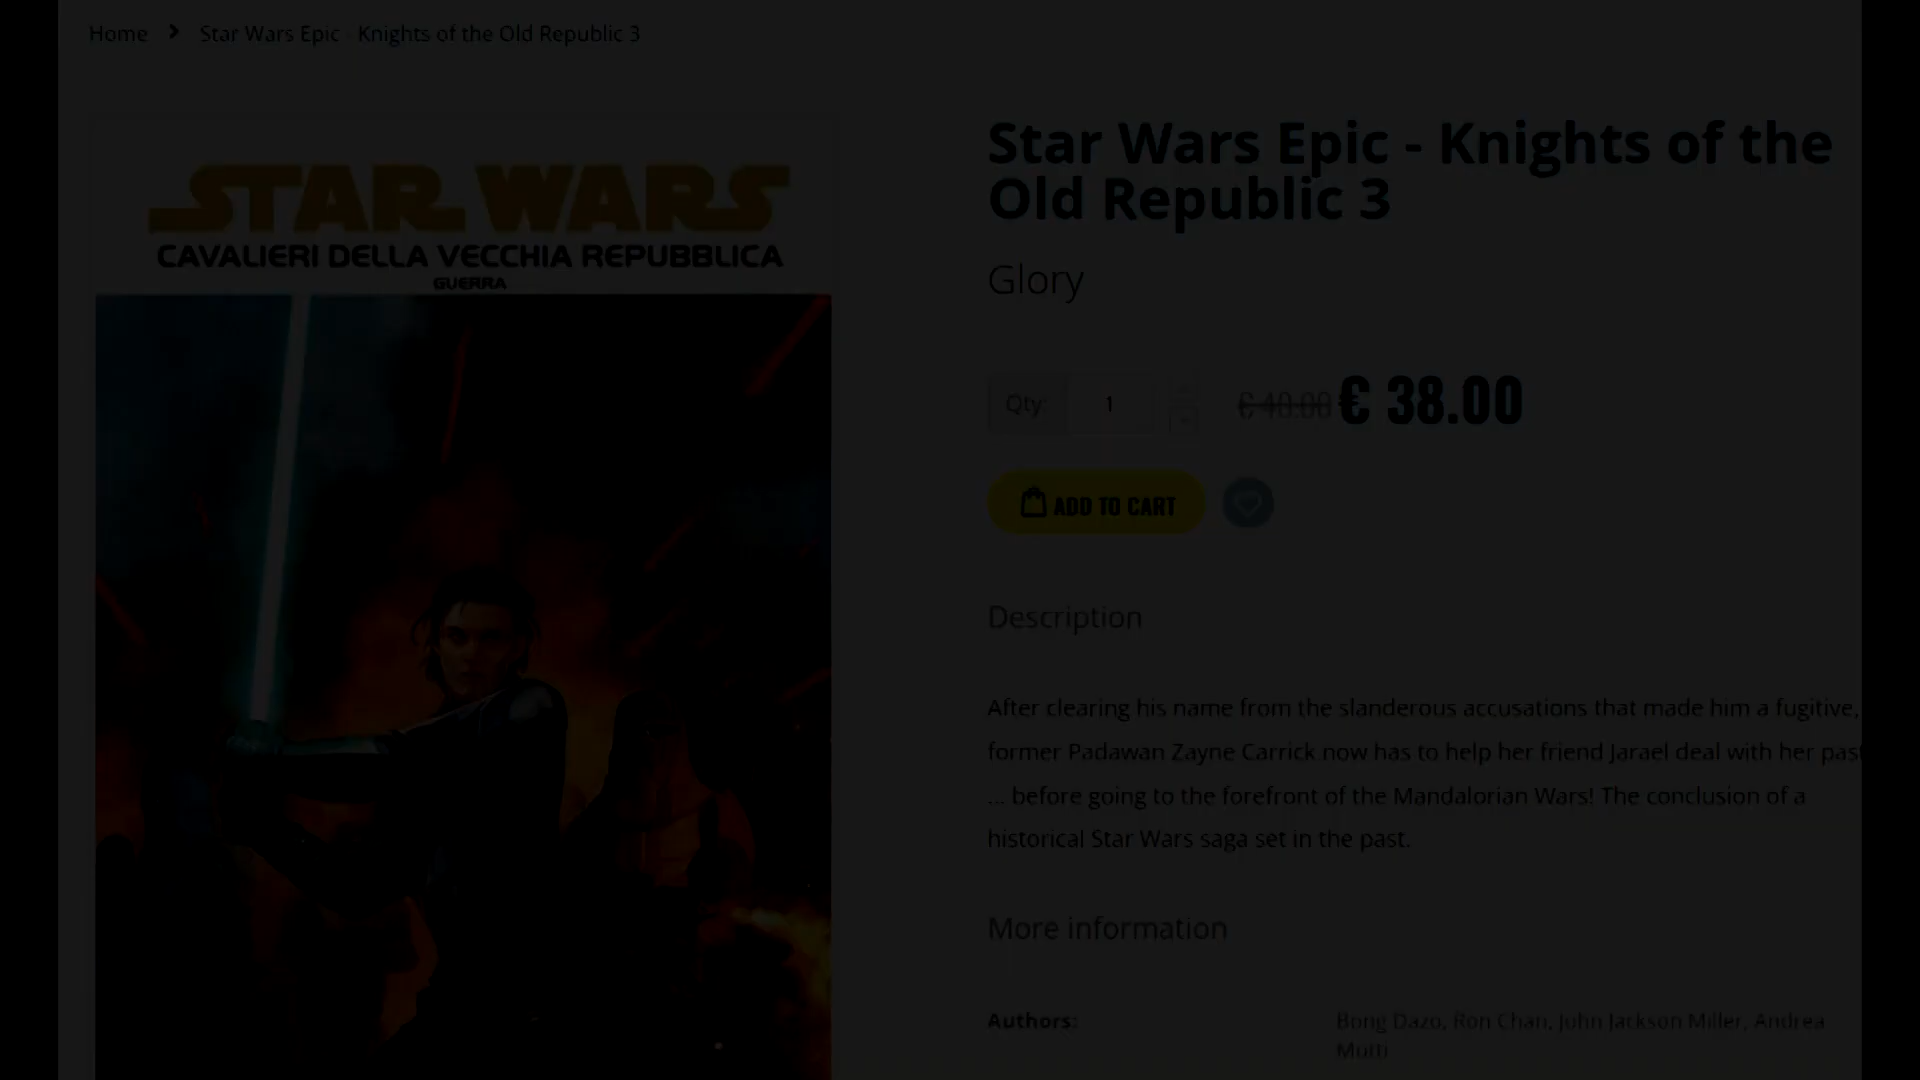 Home > Star Wars Epic - Knights of the Old Republic 3
STAR WARS
CAVALIERI DELLA VECCHIA REPUBBLICA
GUERRA
Star Wars Epic - Knights of the
Old Republic 3
Glory
Qty: 1 € 40.00 € 38.00
ADD TO CART
Description
After clearing his name from the slanderous accusations that made him a fugitive,
former Padawan Zayne Carrick now has to help her friend Jarael deal with her past
... before going to the forefront of the Mandalorian Wars! The conclusion of a
historical Star Wars saga set in the past.
More information
Authors: Bong Dazo, Ron Chan, John Jackson Miller, Andrea
Mutti